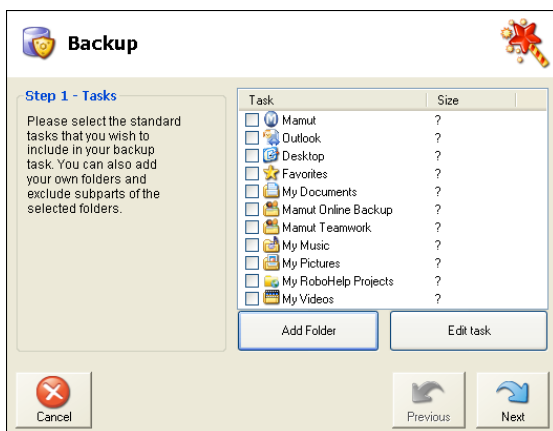 Backup
Step 1 - Tasks
Please select the standard
tasks that you wish to
include in your backup
task. You can also add
your own folders and
exclude subparts of the
selected folders.
Task Size
Mamut ?
Outlook ?
Desktop ?
Favorites ?
My Documents ?
Mamut Online Backup ?
Mamut Teamwork ?
My Music ?
My Pictures ?
My RoboHelp Projects ?
My Videos ?
Add Folder Edit task
Cancel Previous Next